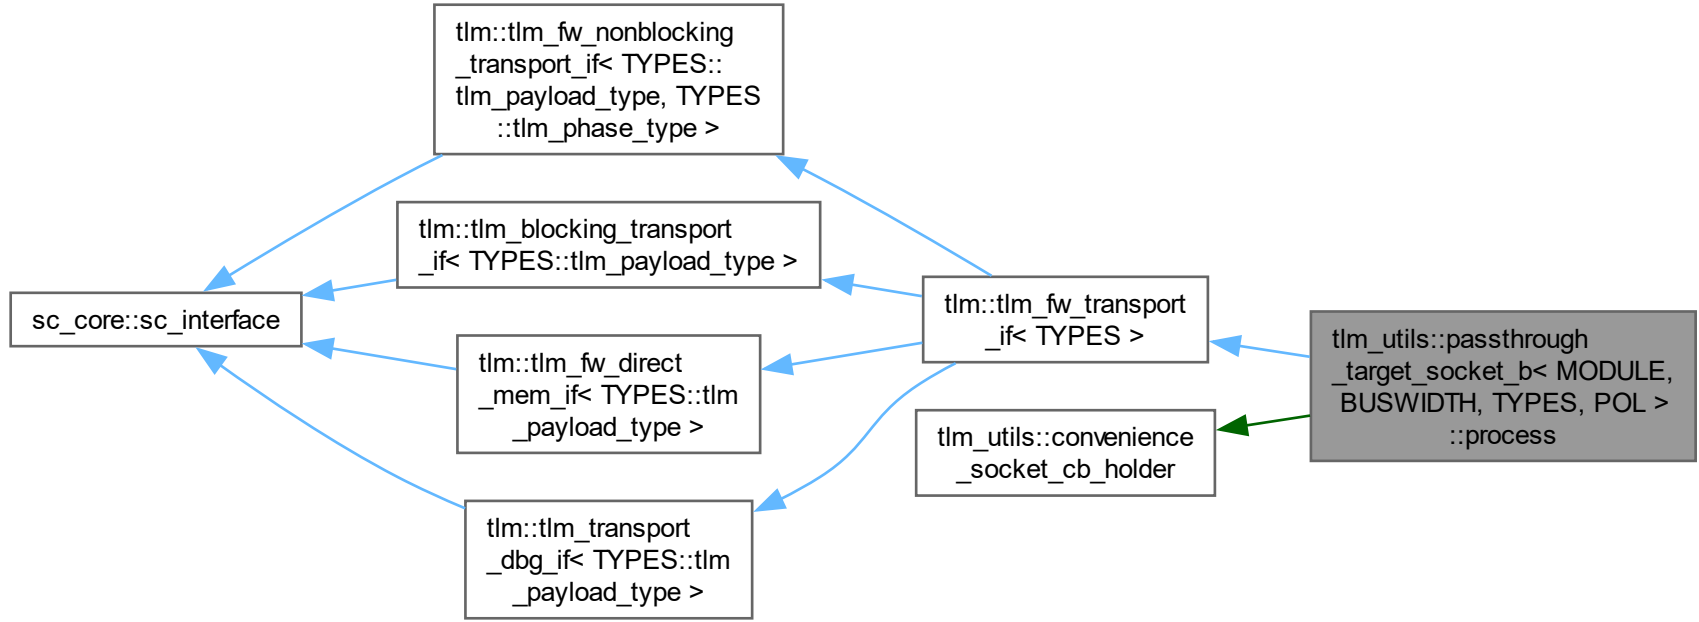 tlm::tlm_fw_nonblocking
_transport_if< TYPES::
tlm_payload_type, TYPES
::tlm_phase_type >
tlm::tlm_blocking_transport
_if< TYPES::tlm_payload_type >
sc_core::sc_interface
tlm::tlm_fw_direct
_mem_if< TYPES::tlm
_payload_type >
tlm::tlm_transport
_dbg_if< TYPES::tlm
_payload_type >
tlm::tlm_fw_transport
_if< TYPES >
tlm_utils::convenience
_socket_cb_holder
tlm_utils::passthrough
_target_socket_b< MODULE,
BUSWIDTH, TYPES, POL >
::process